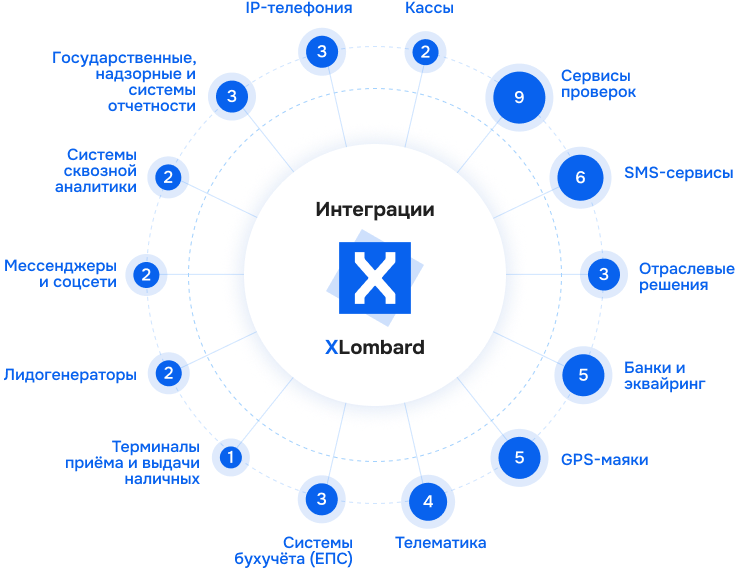 IP-телефония
3
Кассы
2
Сервисы
проверок
9
SMS-сервисы
6
Отраслевые
решения
3
Банки и
эквайринг
5
GPS-маяки
5
Телематика
4
Системы
бухучёта (ЕПС)
3
Терминалы
приёма и выдачи
наличных
1
Лидогенераторы
2
Мессенджеры
и соцсети
2
Системы
сквозной
аналитики
2
Государственные,
надзорные и
системы
отчетности
3
Интеграции
X
XLombard